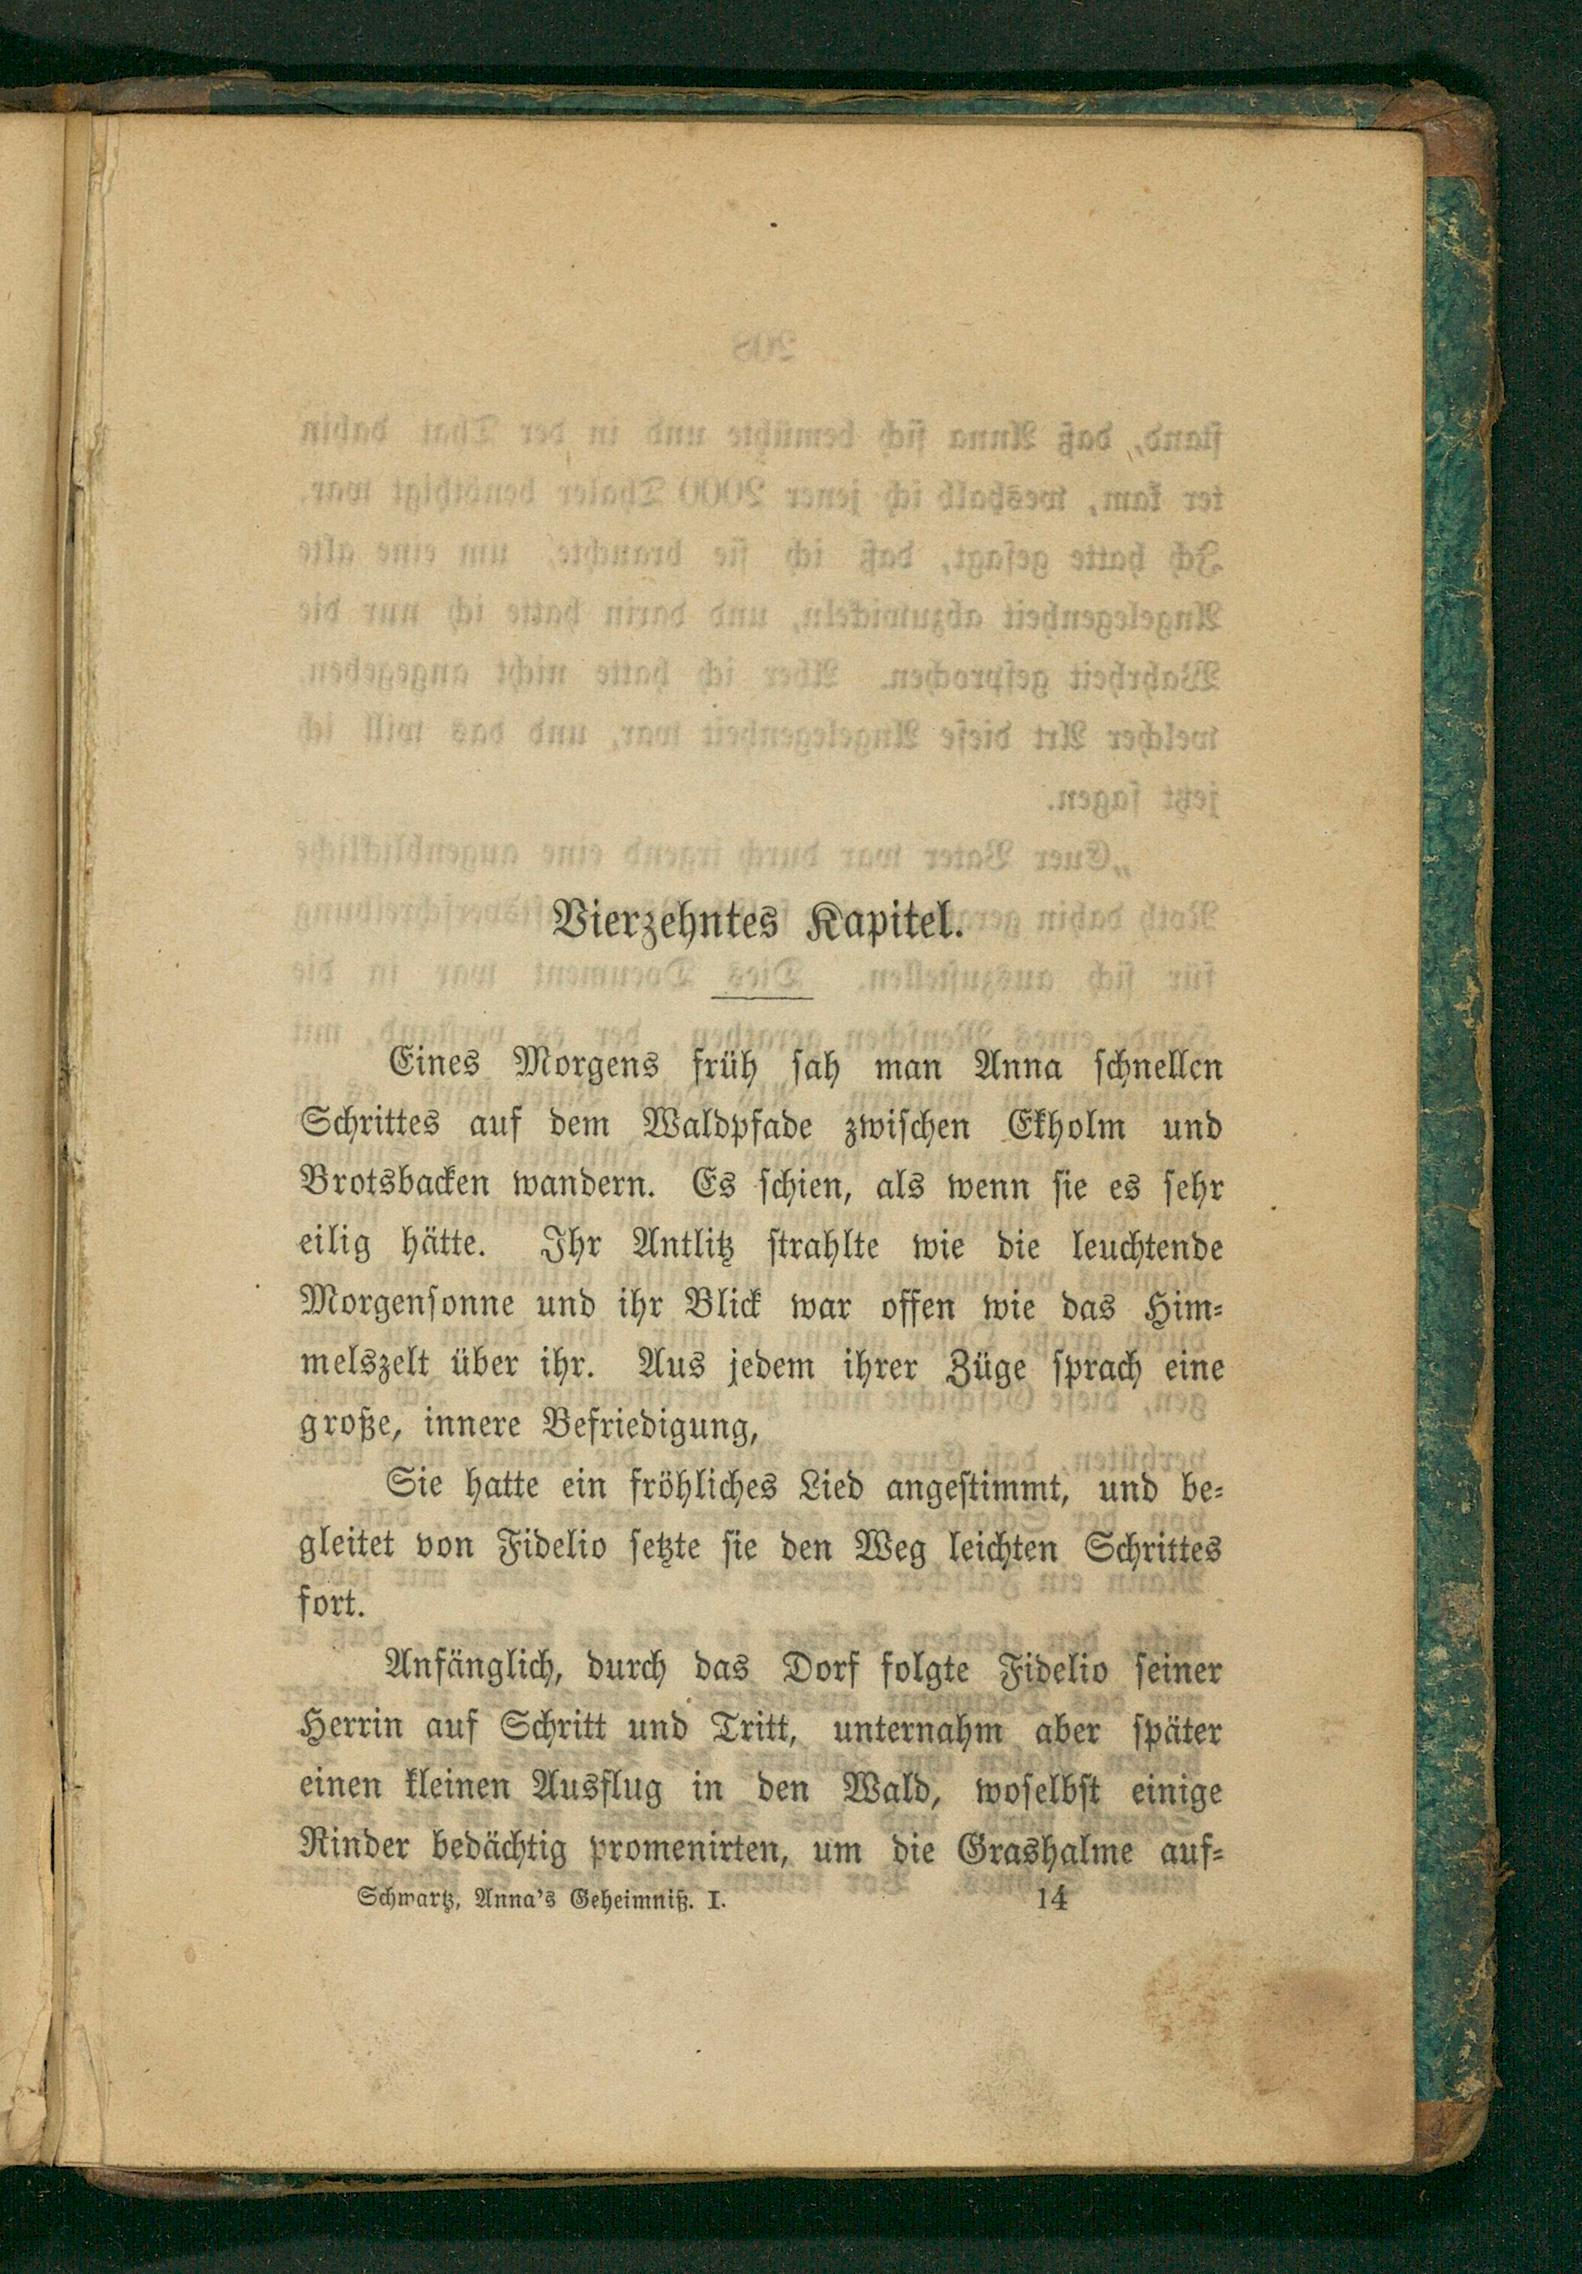 Vierzehntes Kapitel.
Eines Morgens früh sah man Anna schnellen
Schrittes auf dem Waldpfade zwischen Ekholm und
Brotsbacken wandern. Es schien, als wenn sie es sehr
eilig hätte. Ihr Antlitz strahlte wie die leuchtende
Morgensonne und ihr Blick war offen wie das Him-
melszelt über ihr. Aus jedem ihrer Züge sprach eine
große, innere Befriedigung,
Sie hatte ein fröhliches Lied angestimmt, und be-
gleitet von Fidelio setzte sie den Weg leichten Schrittes
fort.
Anfänglich, durch das Dorf folgte Fidelio seiner
Herrin auf Schritt und Tritt, unternahm aber später
einen kleinen Ausflug in den Wald, woselbst einige
Rinder bedächtig promenirten, um die Grashalme auf-
Schwartz, Anna's Geheimniß. I. 14